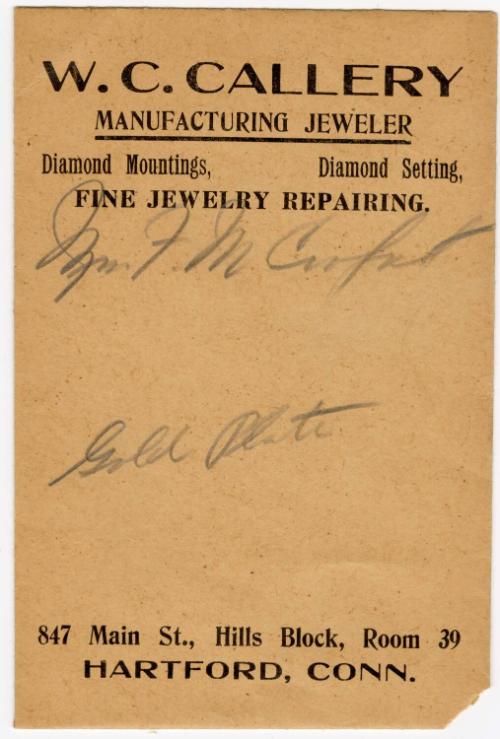 W. C. CALLERY
MANUFACTURING JEWELER
Diamond Mountings, Diamond Setting,
FINE JEWELRY REPAIRING.
Wm. F. M
Gold Plate
847 Main St., Hills Block, Room 39
HARTFORD, CONN.